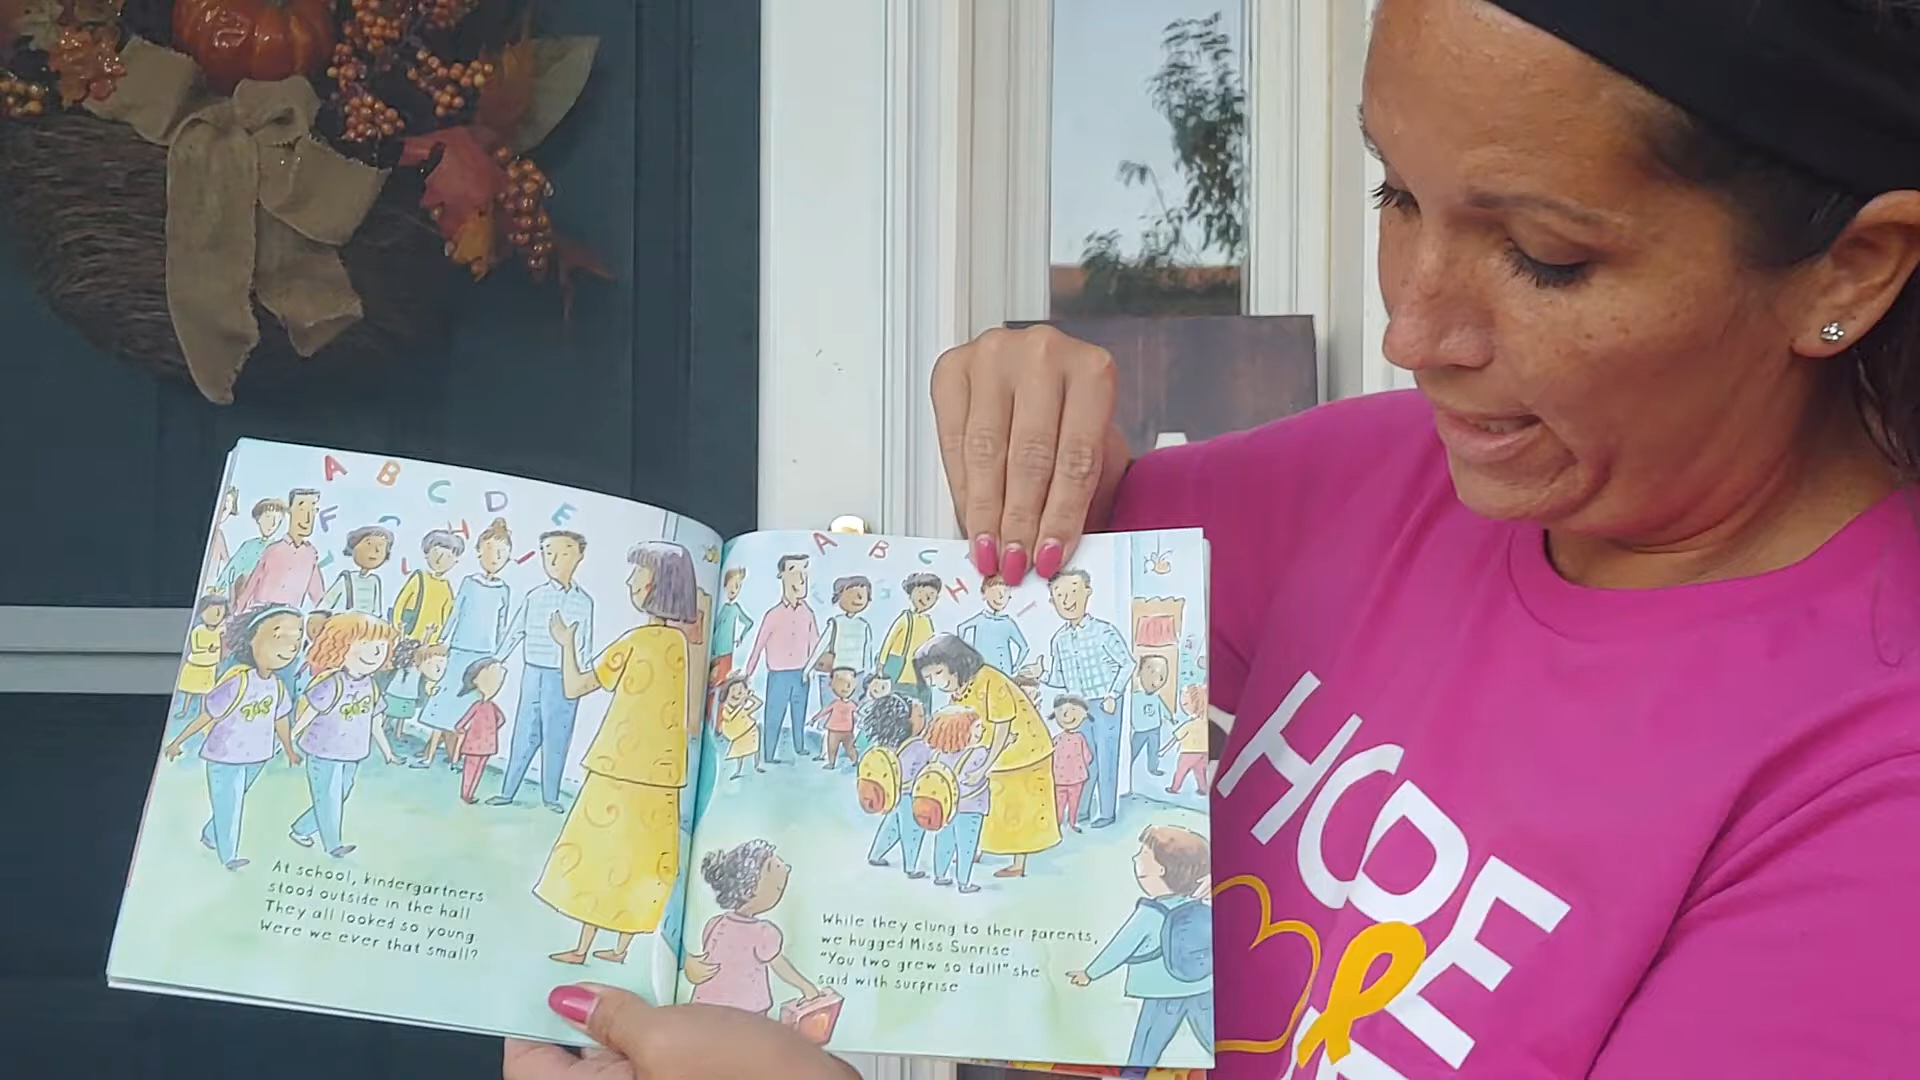 A B C D E
F G H I
At school, kindergartners
stood outside in the hall
They all looked so young.
Were we ever that small?
A B C
H I
While they clung to their parents,
we hugged Miss Sunrise
"You two grew so tall!" she
said with surprise
HOPE